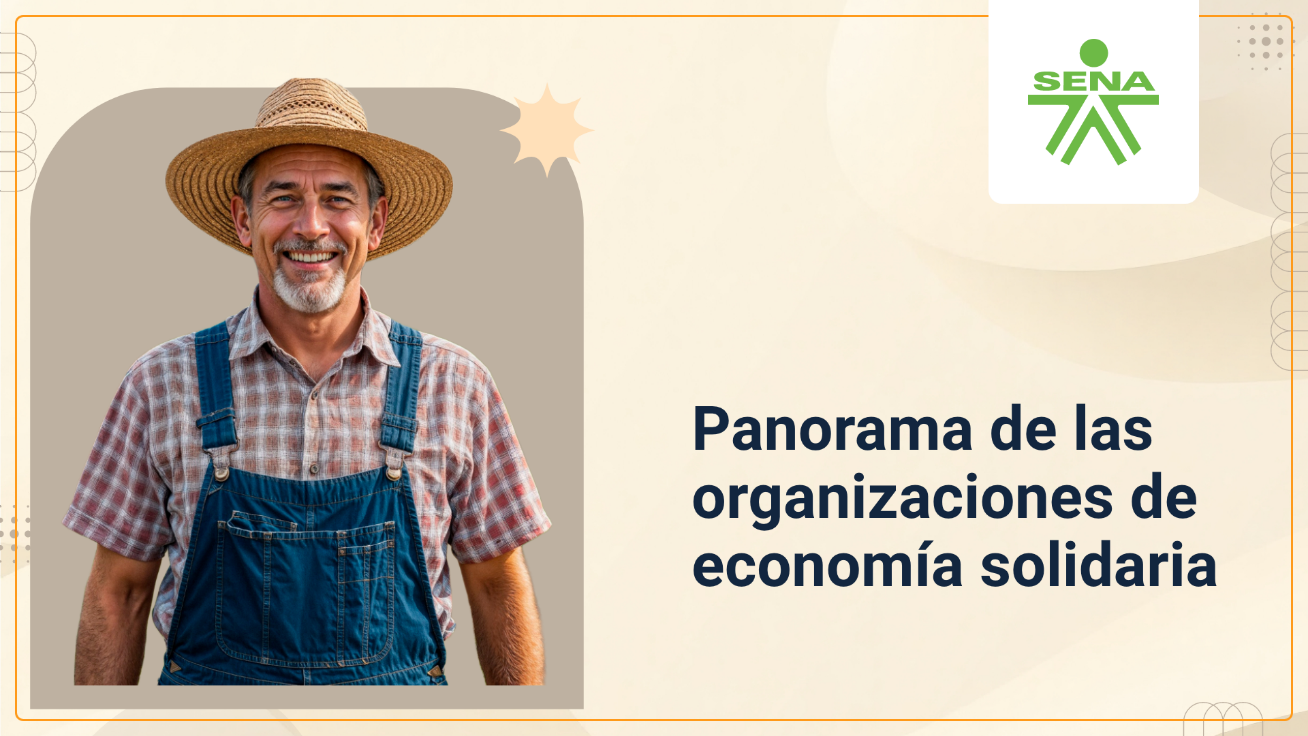 SENA
Panorama de las
organizaciones de
economía solidaria